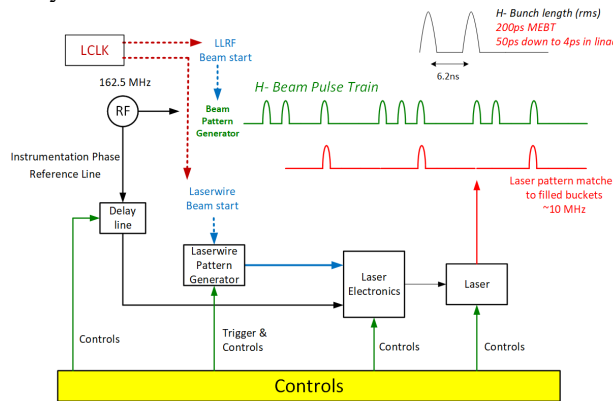 H- Bunch length (rms)
200ps MEBT
50ps down to 4ps in linac
LCLK
LLRF
Beam start
6.2ns
162.5 MHz
RF
Beam
Pattern
Generator
H- Beam Pulse Train
Instrumentation Phase
Reference Line
Laser pattern matche
to filled buckets
~10 MHz
Laserwire
Beam start
Delay
line
Laserwire
Pattern
Generator
Laser
Electronics
Laser
Controls
Trigger &
Controls
Controls
Controls
Controls